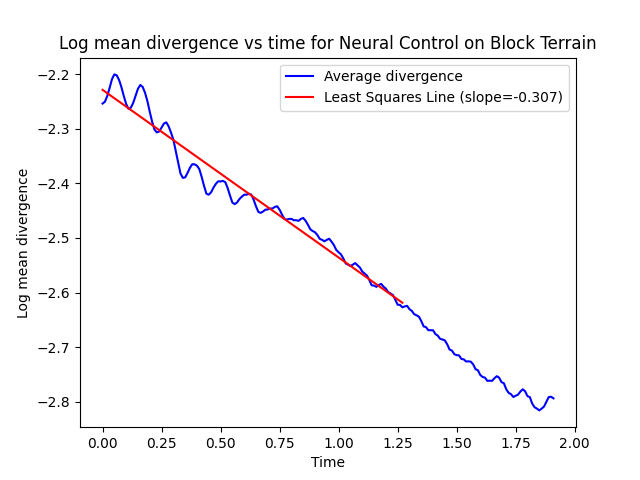 Log mean divergence vs time for Neural Control on Block Terrain
Average divergence
Least Squares Line (slope=-0.307)
Log mean divergence
−2.2
−2.3
−2.4
−2.5
−2.6
−2.7
−2.8
0.00 0.25 0.50 0.75 1.00 1.25 1.50 1.75 2.00
Time